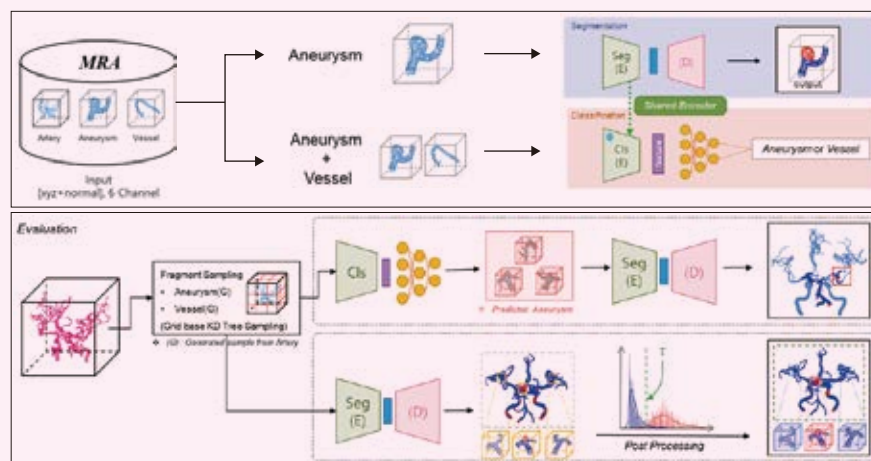 MRA
Artery Aneurysm Vessel
Input
[xyz+normal], 6 Channel
Aneurysm
Aneurysm
+
Vessel
Segmentation
Seg
(E)
(D)
output
Shared Encoder
Classification
Cls
(E)
feature
Aneurysm or Vessel
Evaluation
Fragment Sampling
• Aneurysm(G)
• Vessel(G)
(Grid base KD Tree Sampling)
❖ (G) : Generated sample from Artery
Cls
Predicted Aneurysm
Seg
(E)
(D)
Seg
(E)
(D)
T
Post Processing